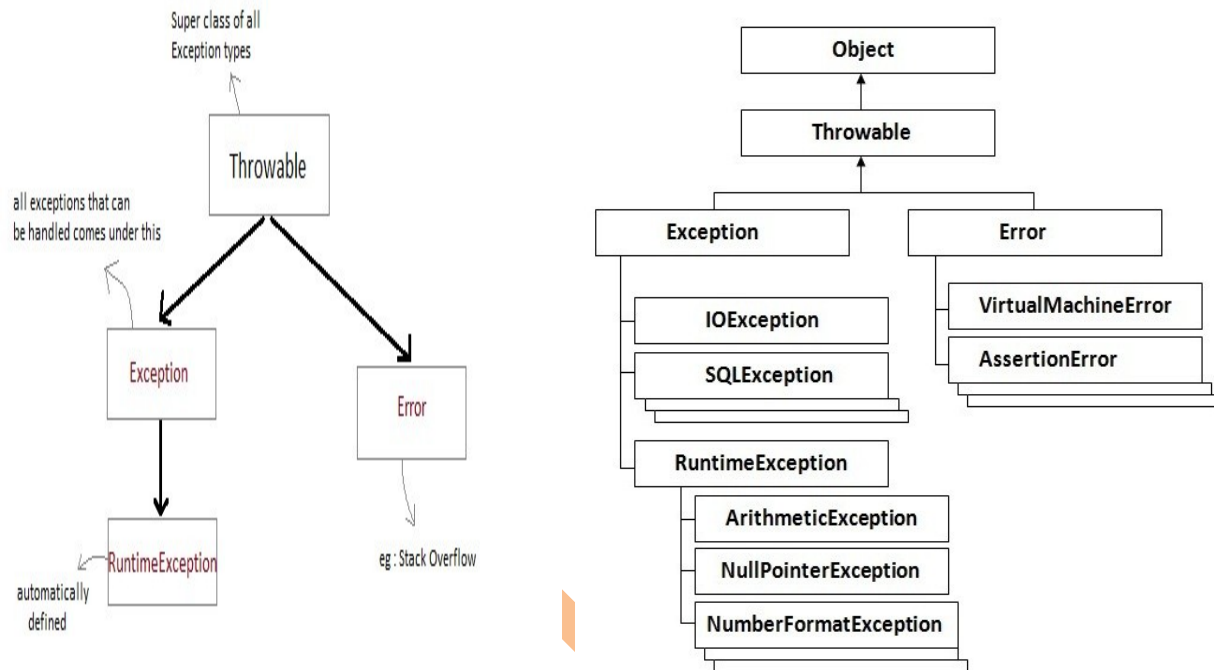 Super class of all
Exception types
Throwable
all exceptions that can
be handled comes under this
Exception
Error
RuntimeException
eg : Stack Overflow
automatically
defined
Object
Throwable
Exception
Error
IOException
SQLException
RuntimeException
ArithmeticException
NullPointerException
NumberFormatException
VirtualMachineError
AssertionError